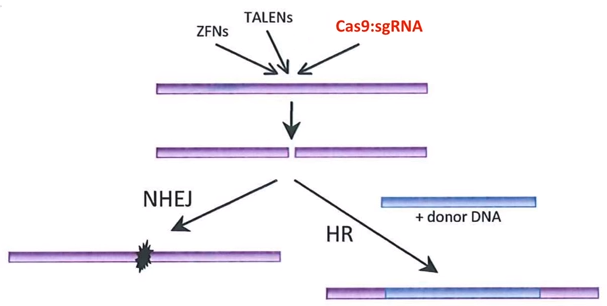 ZFNs
TALENs
Cas9:sgRNA
NHEJ
HR
+ donor DNA